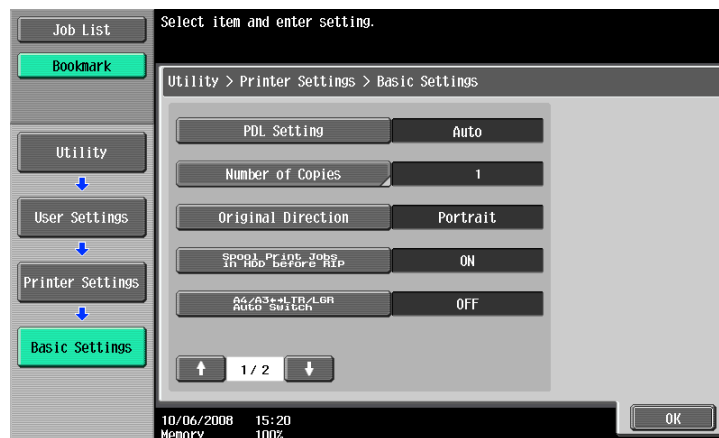 Job List
Select item and enter setting.
Bookmark
Utility > Printer Settings > Basic Settings
PDL Setting
Auto
Utility
Number of Copies
1
User Settings
Original Direction
Portrait
Spool Print Jobs
in HDD before RIP
ON
Printer Settings
A4/A3↔LTR/LGR
Auto Switch
OFF
Basic Settings
↑ 1/ 2 ↓
10/06/2008 15:20
Memory 100%
OK